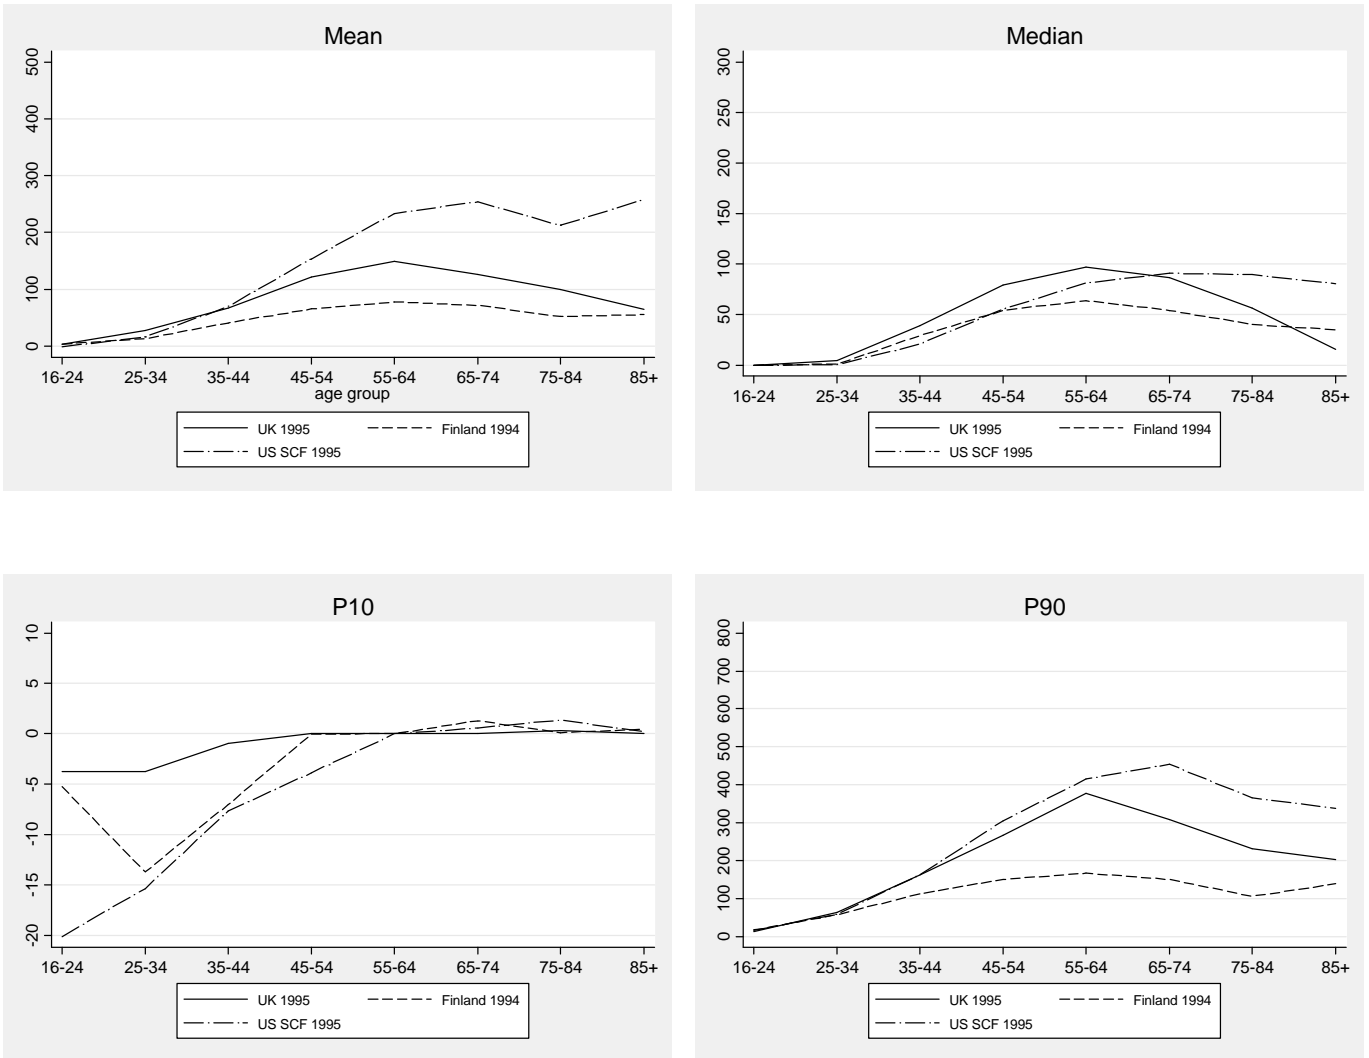 Mean
500
400
300
200
100
0
16-24 25-34 35-44 45-54 55-64 65-74 75-84 85+
age group
UK 1995 Finland 1994
US SCF 1995
Median
300
250
200
150
100
50
0
16-24 25-34 35-44 45-54 55-64 65-74 75-84 85+
UK 1995 Finland 1994
US SCF 1995
P10
10
5
0
-5
-10
-15
-20
16-24 25-34 35-44 45-54 55-64 65-74 75-84 85+
UK 1995 Finland 1994
US SCF 1995
P90
800
700
600
500
400
300
200
100
0
16-24 25-34 35-44 45-54 55-64 65-74 75-84 85+
UK 1995 Finland 1994
US SCF 1995